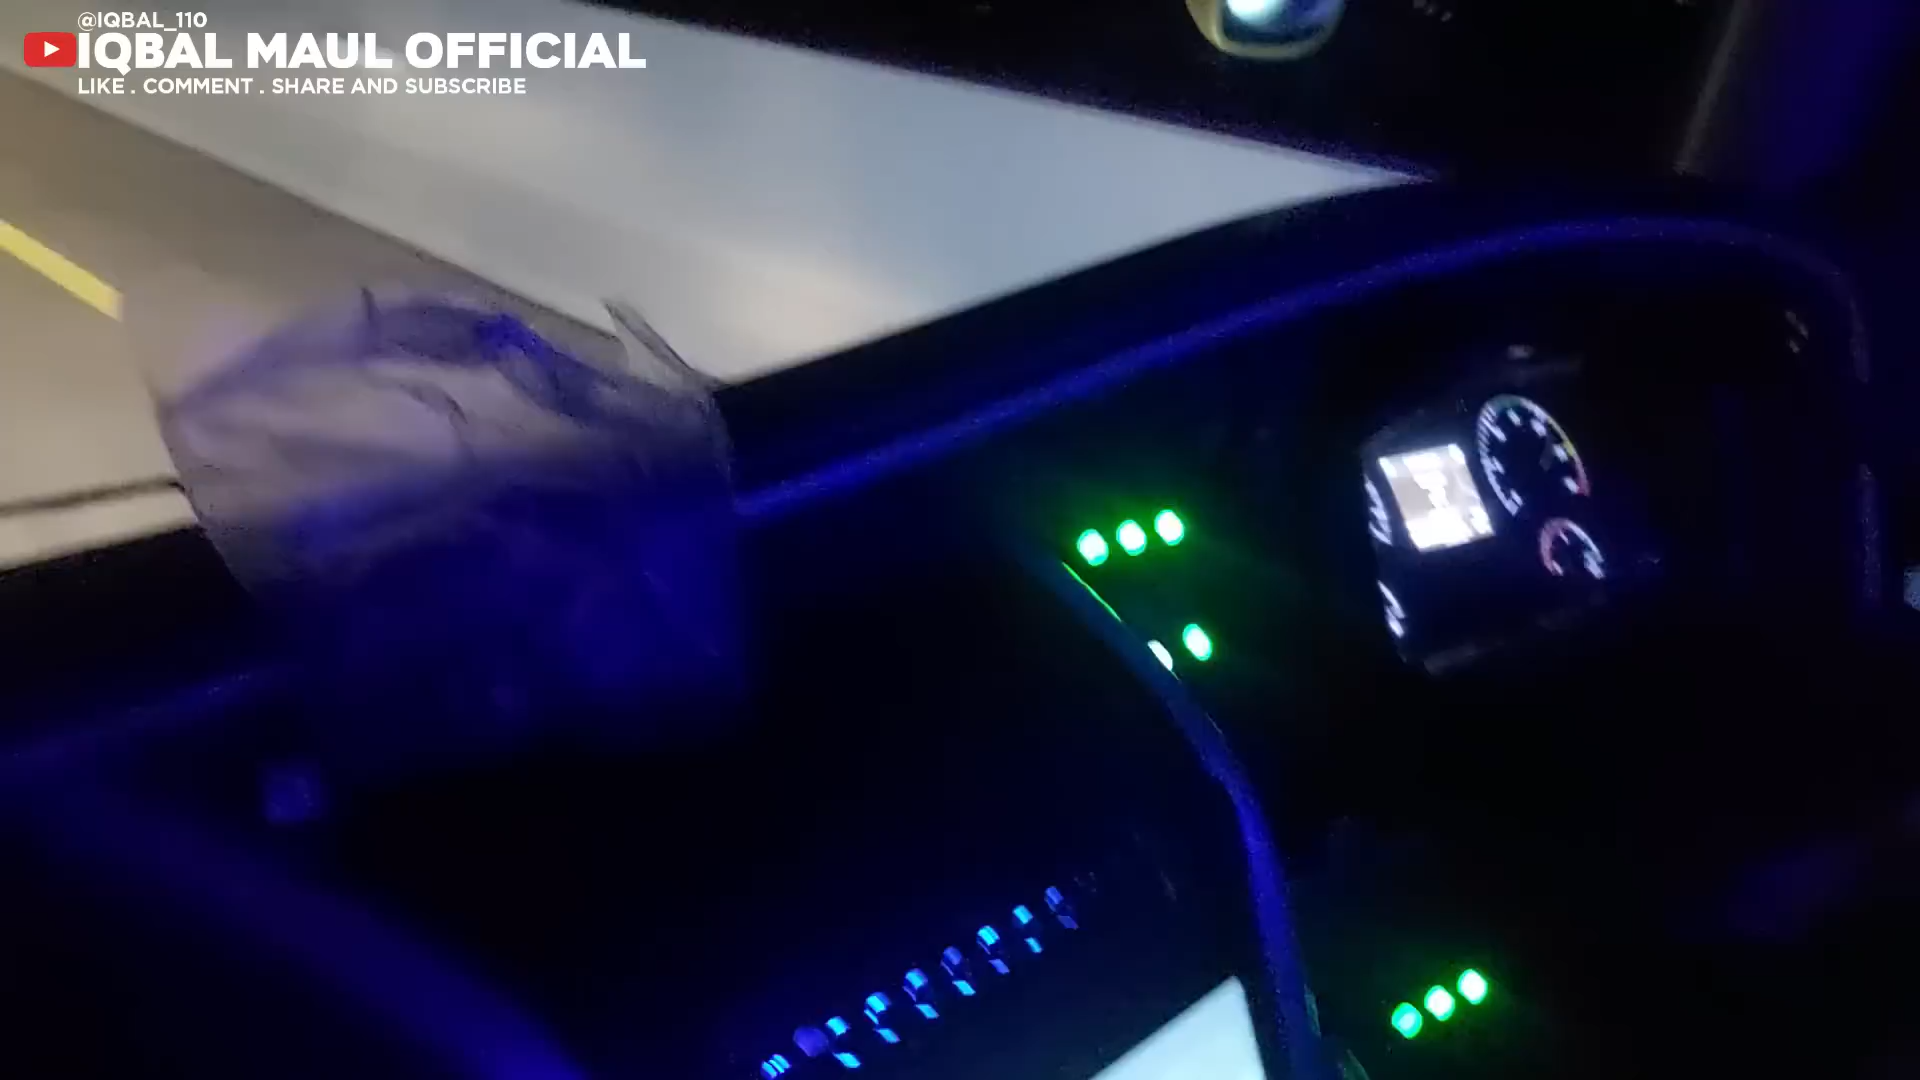 @IQBAL_110
IQBAL MAUL OFFICIAL
LIKE . COMMENT . SHARE AND SUBSCRIBE